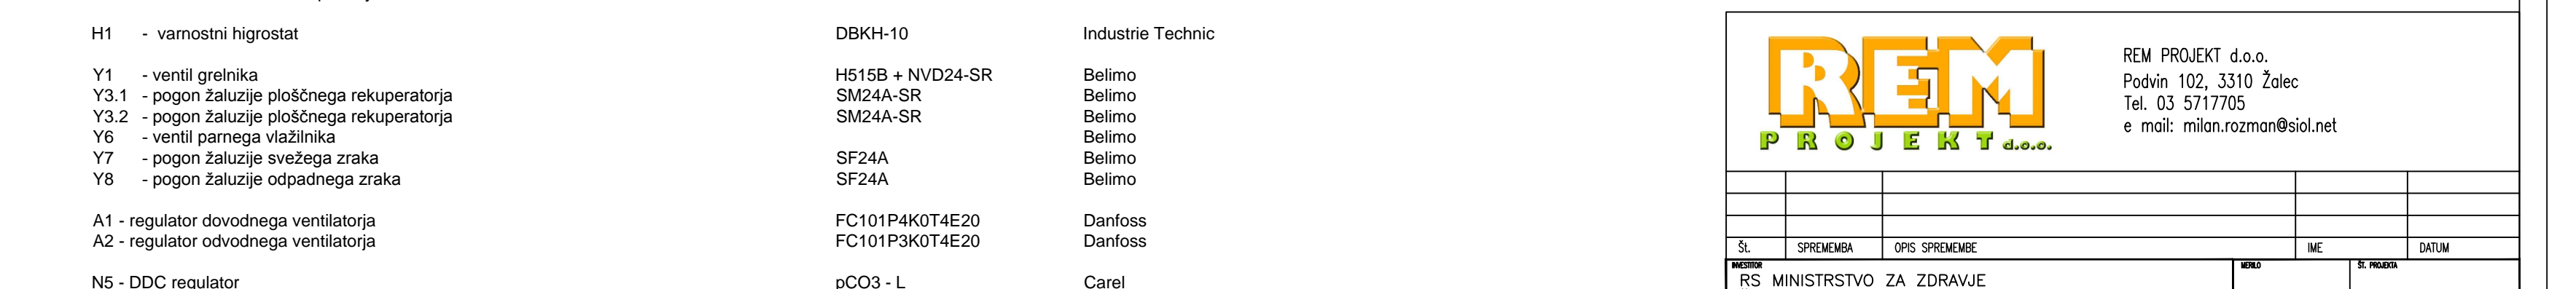 H1 - varnostni higrostat DBKH-10 Industrie Technic
Y1 - ventil grelnika H515B + NVD24-SR Belimo
Y3.1 - pogon žaluzije ploščnega rekuperatorja SM24A-SR Belimo
Y3.2 - pogon žaluzije ploščnega rekuperatorja SM24A-SR Belimo
Y6 - ventil parnega vlažilnika Belimo
Y7 - pogon žaluzije svežega zraka SF24A Belimo
Y8 - pogon žaluzije odpadnega zraka SF24A Belimo
A1 - regulator dovodnega ventilatorja FC101P4K0T4E20 Danfoss
A2 - regulator odvodnega ventilatorja FC101P3K0T4E20 Danfoss
N5 - DDC regulator pCO3 - L Carel
REM
PROJEKT d.o.o.
REM PROJEKT d.o.o.
Podvin 102, 3310 Žalec
Tel. 03 5717705
e mail: milan.rozman@siol.net
Št. SPREMEMBA OPIS SPREMEMBE IME DATUM
INVESTITOR MERILO ŠT. PROJEKTA
RS MINISTRSTVO ZA ZDRAVJE